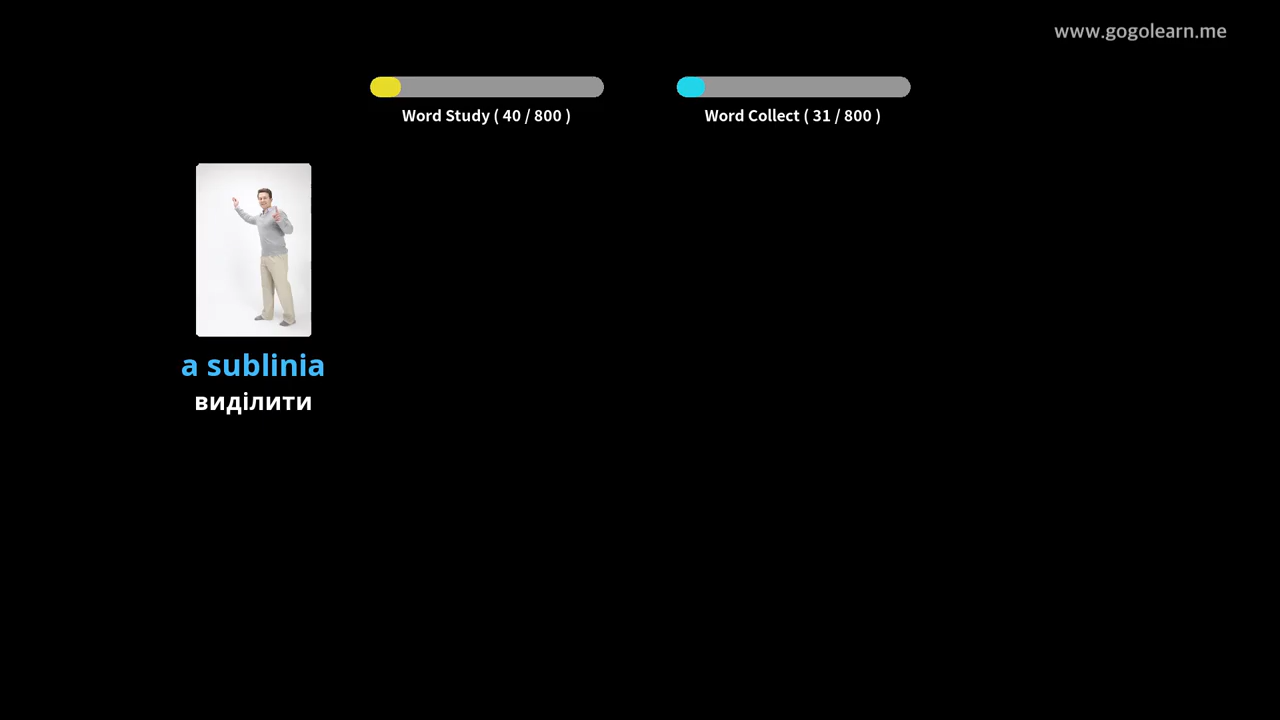 www.gogolearn.me
Word Study ( 40 / 800 )
Word Collect ( 31 / 800 )
a sublinia
виділити